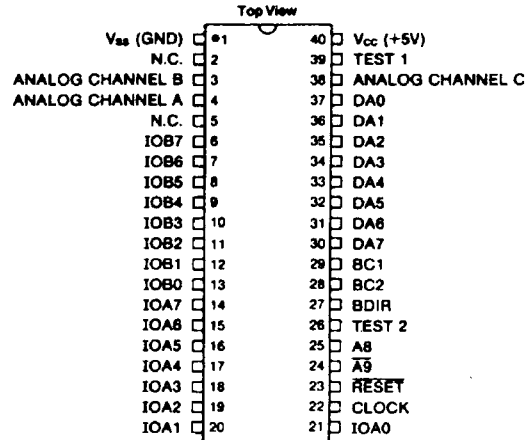 Top View
Vss (GND) 1 40 Vcc (+5V)
N.C. 2 39 TEST 1
ANALOG CHANNEL B 3 38 ANALOG CHANNEL C
ANALOG CHANNEL A 4 37 DA0
N.C. 5 36 DA1
IOB7 6 35 DA2
IOB6 7 34 DA3
IOB5 8 33 DA4
IOB4 9 32 DA5
IOB3 10 31 DA6
IOB2 11 30 DA7
IOB1 12 29 BC1
IOB0 13 28 BC2
IOA7 14 27 BDIR
IOA6 15 26 TEST 2
IOA5 16 25 A8
IOA4 17 24 A̅9̅
IOA3 18 23 R̅E̅S̅E̅T̅
IOA2 19 22 CLOCK
IOA1 20 21 IOA0